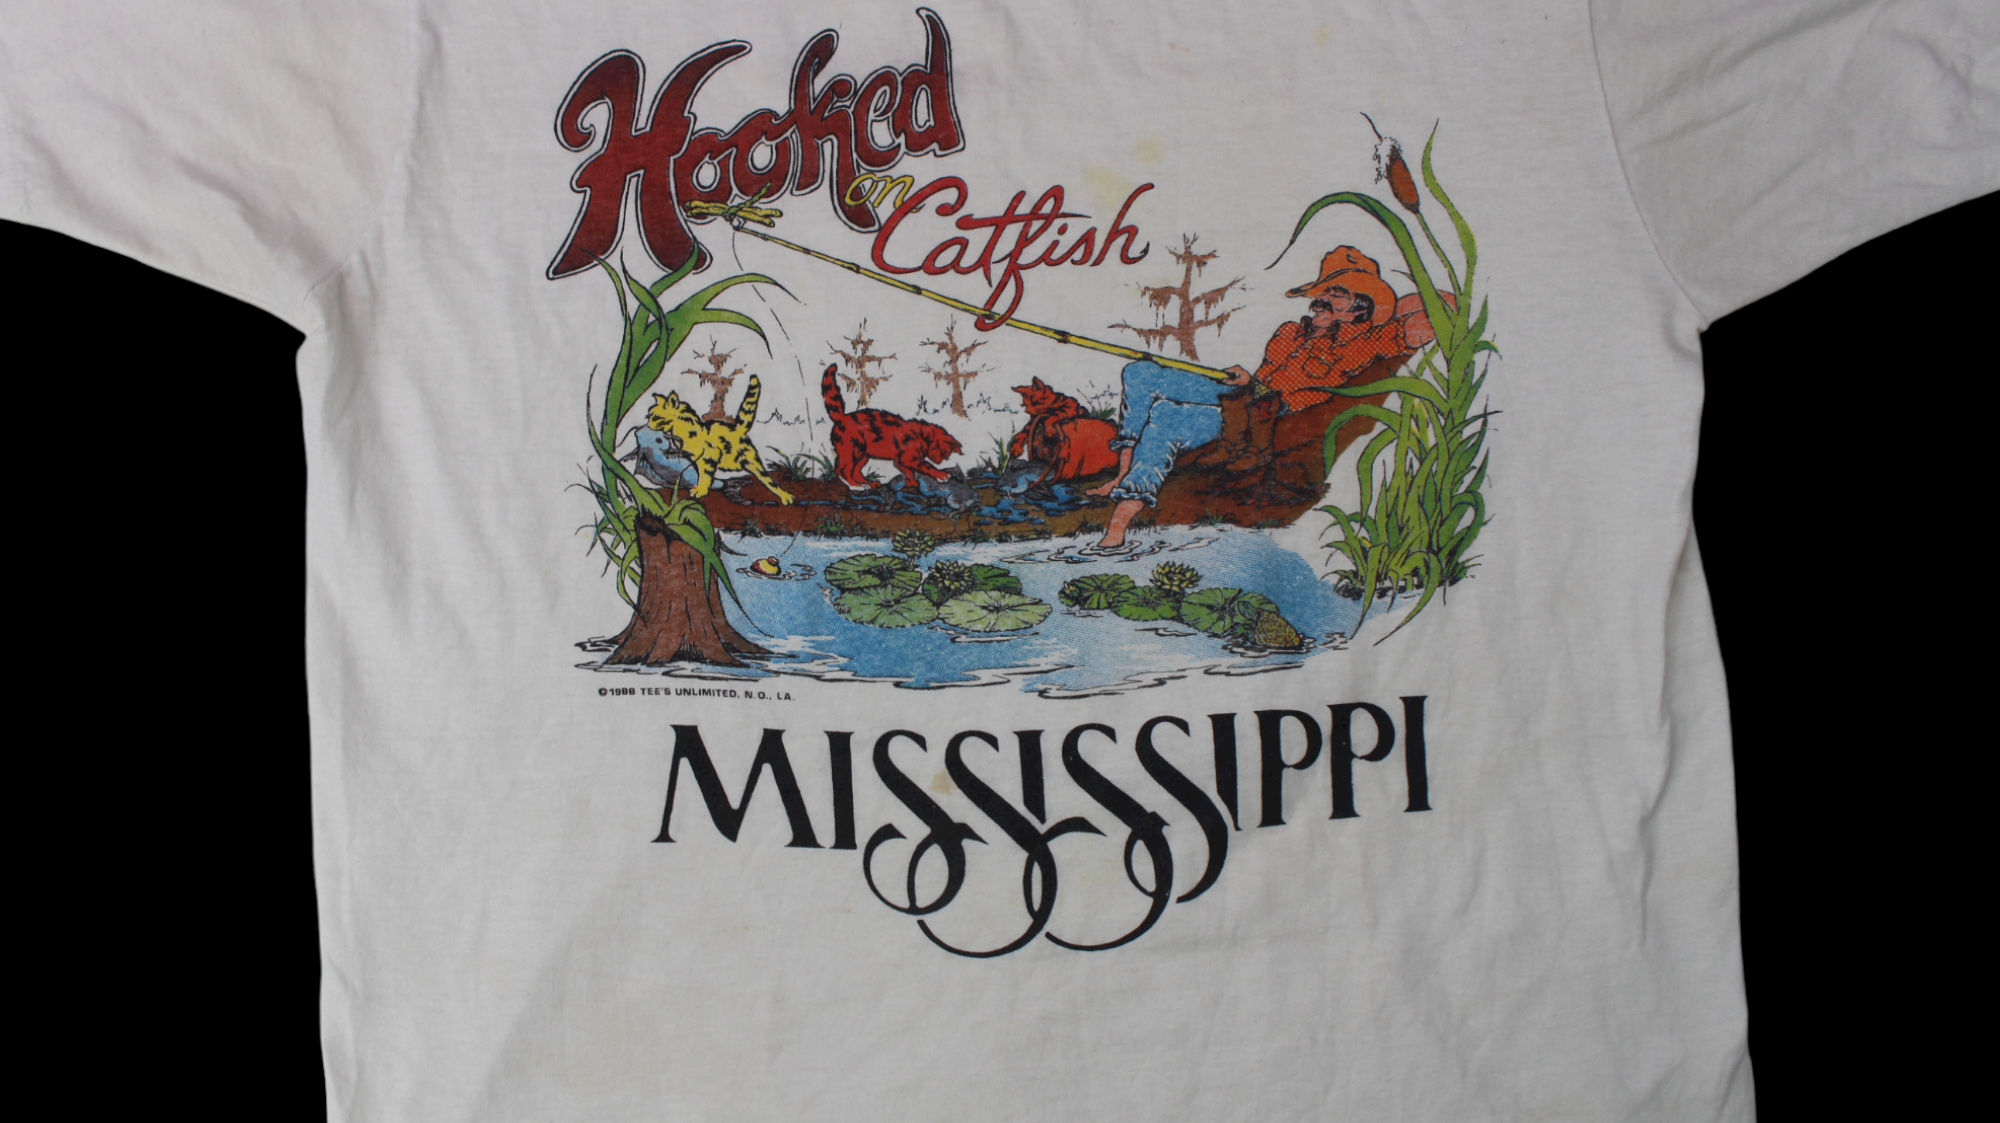 Hooked
on
Catfish
©1988 TEE'S UNLIMITED, N.O., LA.
MISSISSIPPI